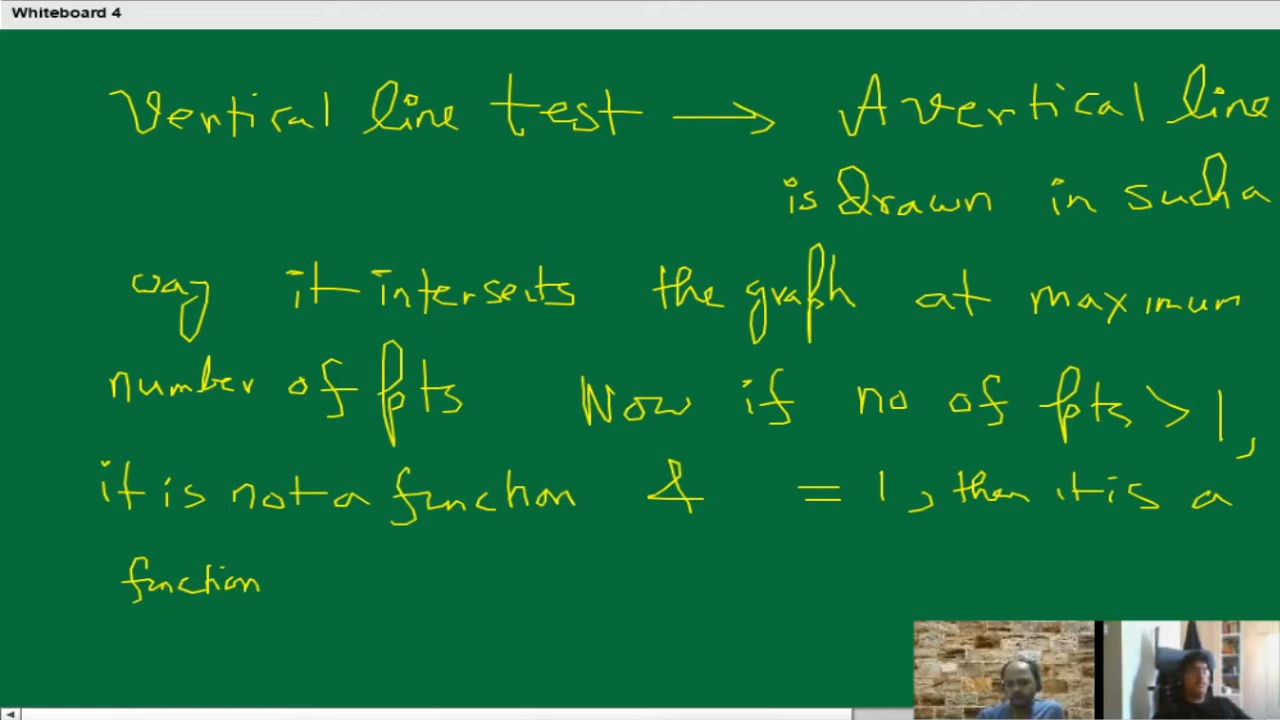 Whiteboard 4
Vertical line test → A vertical line
is drawn in such a
way it intersects the graph at maximum
number of pts Now if no of pts > 1,
it is not a function & = 1, then it is a
function